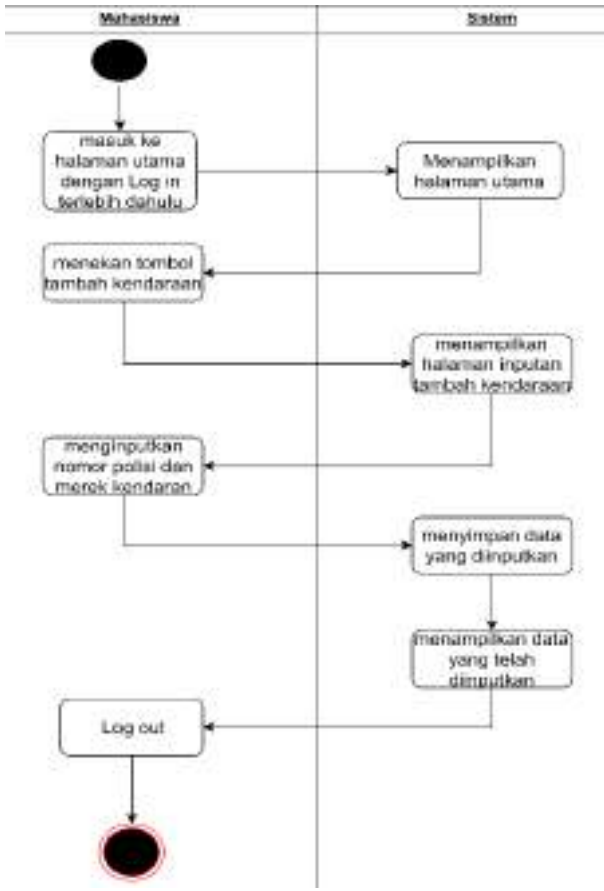 Mahasiswa
Sistem
masuk ke
halaman utama
dengan Log in
terlebih dahulu
Menampilkan
halaman utama
menekan tombol
tambah kendaraan
menampilkan
halaman inputan
tambah kendaraan
menginputkan
nomor polisi dan
merek kendaran
menyimpan data
yang diinputkan
menampilkan data
yang telah
diinputkan
Log out